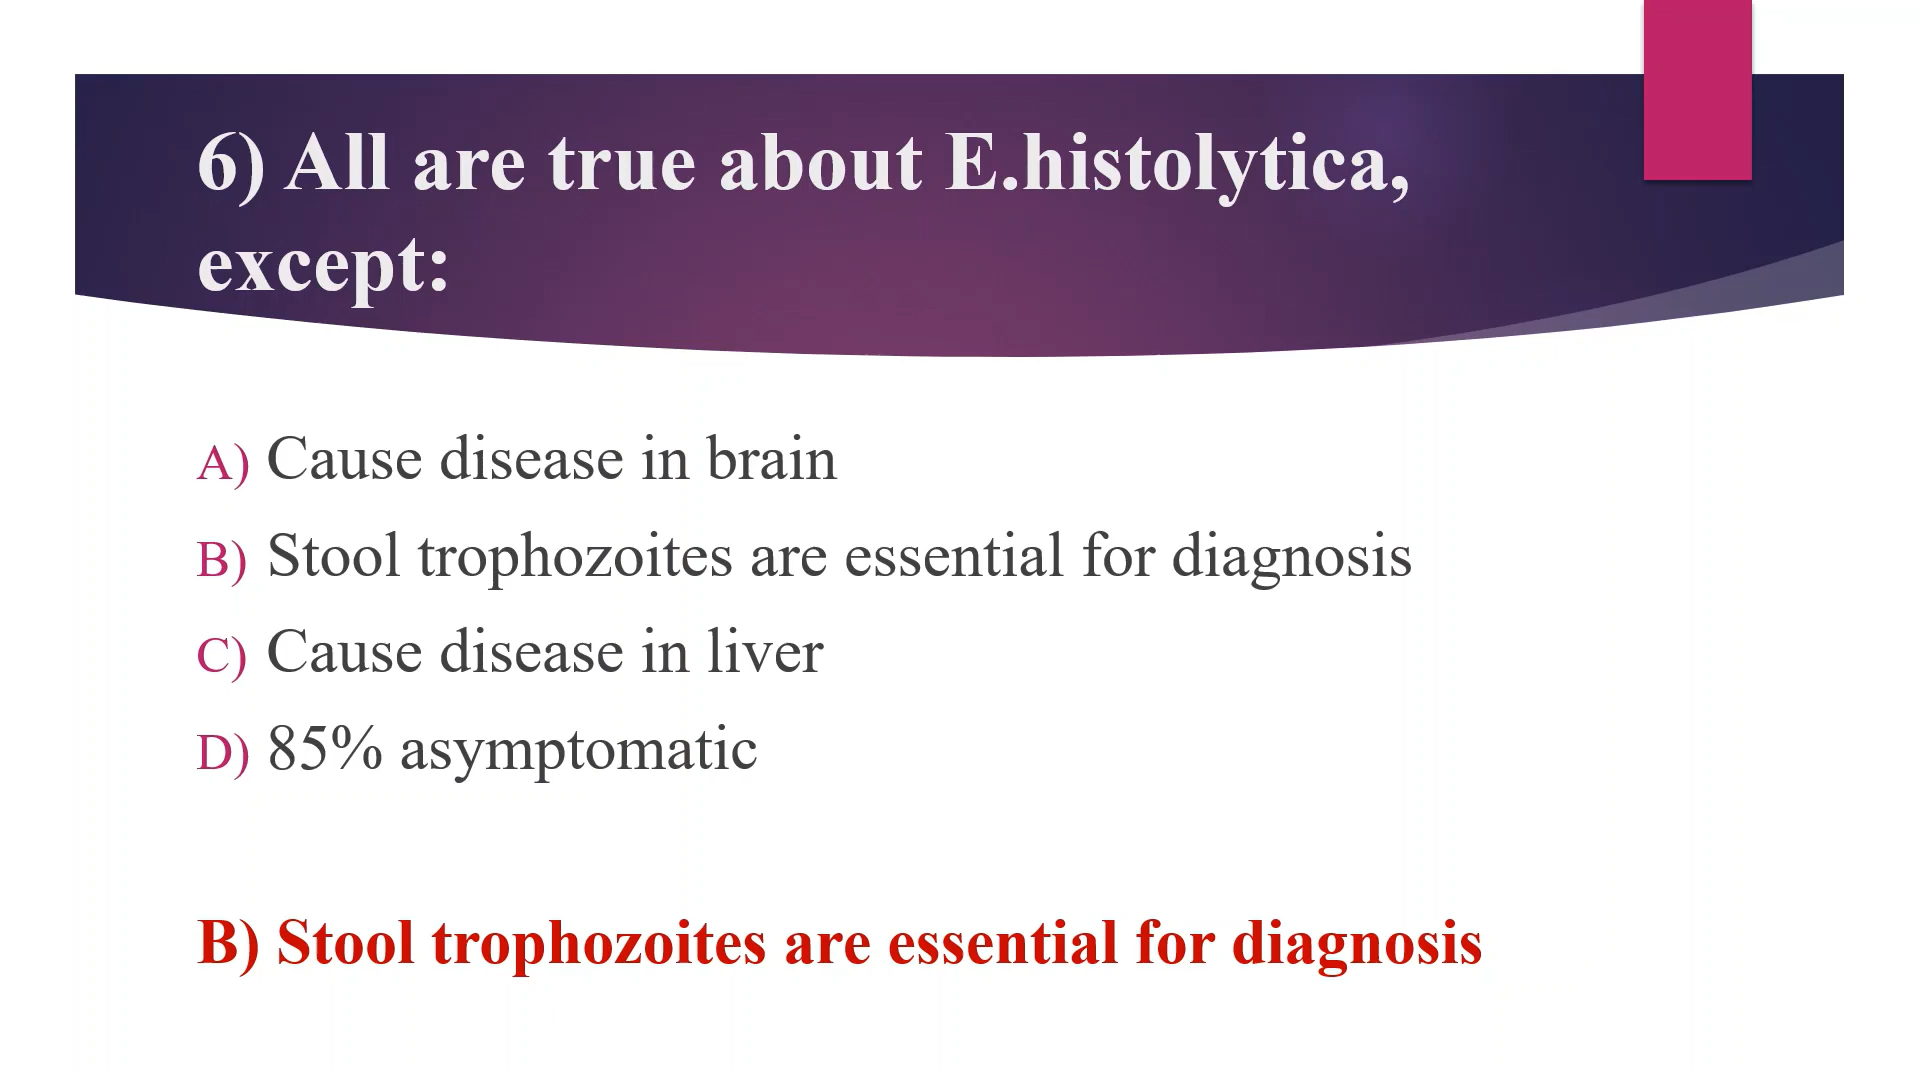 6) All are true about E.histolytica,
except:
A) Cause disease in brain
B) Stool trophozoites are essential for diagnosis
C) Cause disease in liver
D) 85% asymptomatic
B) Stool trophozoites are essential for diagnosis